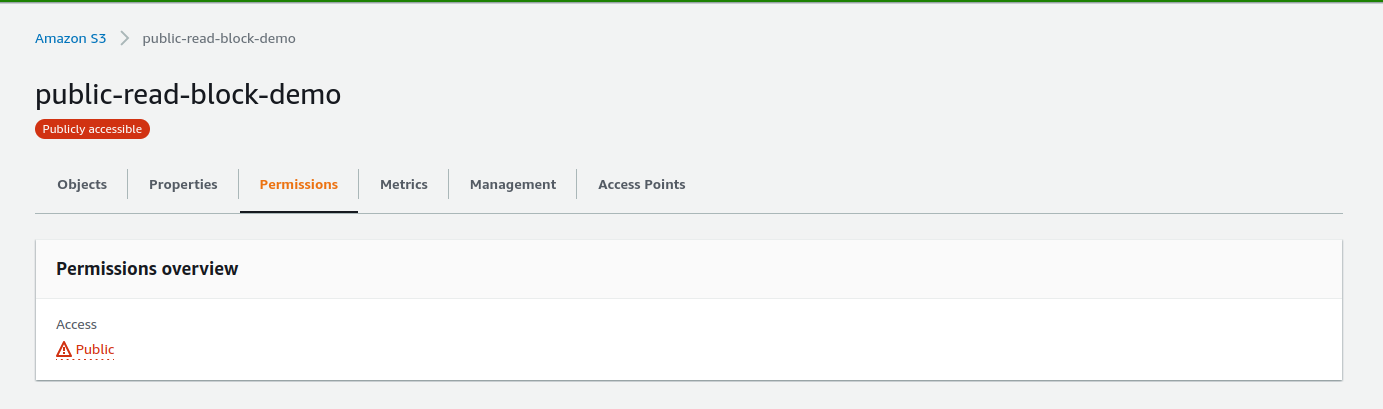 Amazon S3 public-read-block-demo
public-read-block-demo
Publicly accessible
Objects Properties Permissions Metrics Management Access Points
Permissions overview
Access
Public